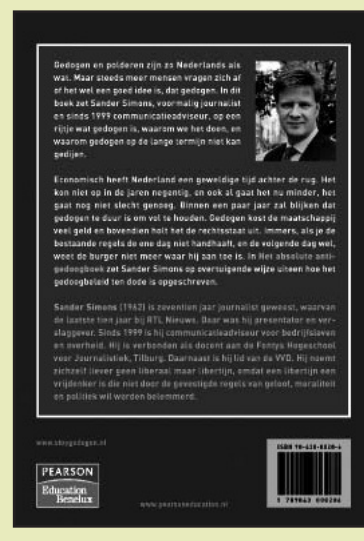 Gedogen en polderen zijn zo Nederlands als
wat. Maar steeds meer mensen vragen zich af
of het wel een goed idee is, dat gedogen. In dit
boek zet Sander Simons, voormalig journalist
en sinds 1999 communicatieadviseur, op een
rijtje wat gedogen is, waarom we het doen, en
waarom gedogen op de lange termijn niet kan
gedijen.
Economisch heeft Nederland een geweldige tijd achter de rug. Het
kon niet op in de jaren negentig, en ook al gaat het nu minder, het
gaat nog niet slecht genoeg. Binnen een paar jaar zal blijken dat
gedogen te duur is om vol te houden. Gedogen kost de maatschappij
veel geld en bovendien holt het de rechtsstaat uit. Immers, als je de
bestaande regels de ene dag niet handhaaft, en de volgende dag wel,
weet de burger niet meer waar hij aan toe is. In Het absolute anti-
gedoogboek zet Sander Simons op overtuigende wijze uiteen hoe het
gedoogbeleid ten dode is opgeschreven.
Sander Simons (1962) is zeventien jaar journalist geweest, waarvan
de laatste tien jaar bij RTL Nieuws. Daar was hij presentator en ver-
slaggever. Sinds 1999 is hij communicatieadviseur voor bedrijfsleven
en overheid. Hij is verbonden als docent aan de Fontys Hogeschool
voor Journalistiek, Tilburg. Daarnaast is hij lid van de VVD. Hij noemt
zichzelf liever geen liberaal maar libertijn, omdat een libertijn een
vrijdenker is die niet door de gevestigde regels van geloof, moraliteit
en politiek wil worden belemmerd.
PEARSON
Education
Benelux
www.pearsoneducation.nl
ISBN